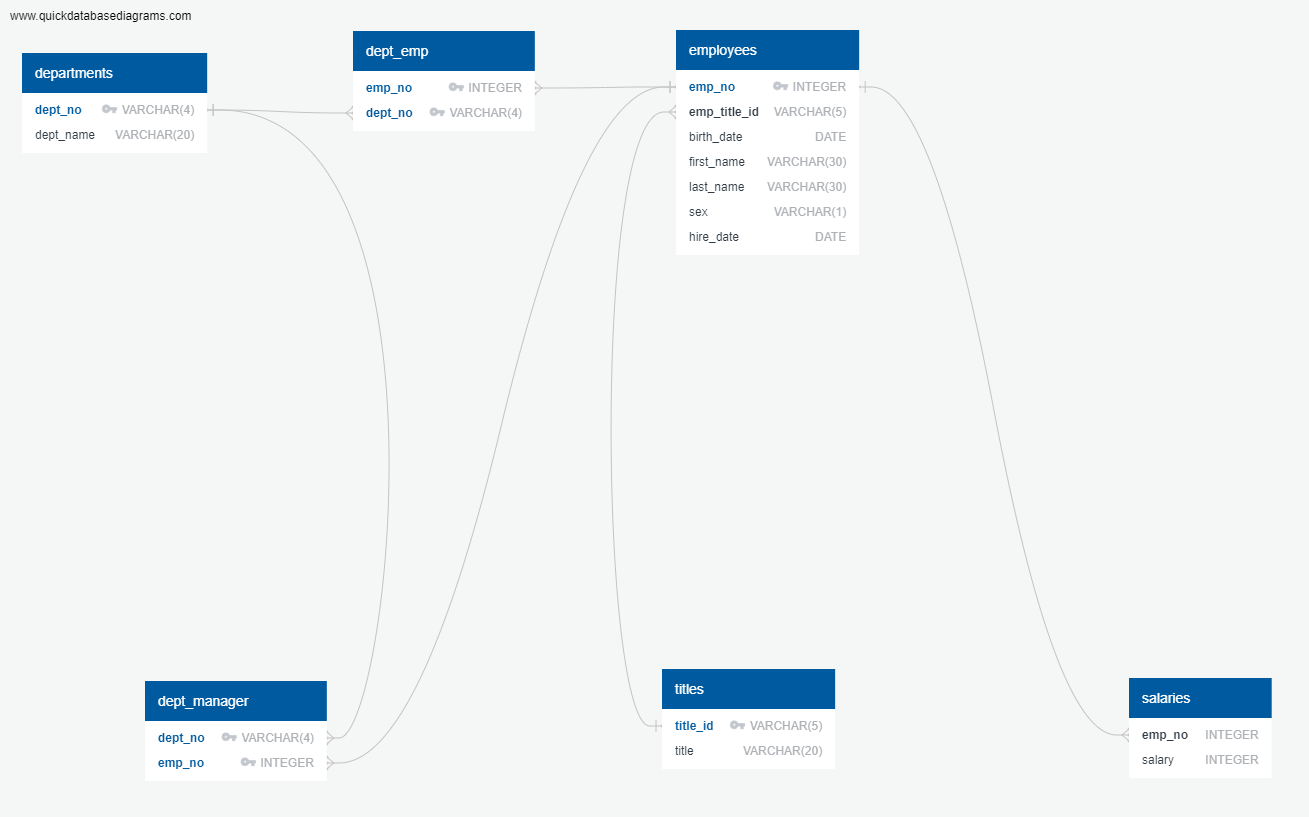 www.quickdatabasediagrams.com
departments
dept_no VARCHAR(4)
dept_name VARCHAR(20)
dept_emp
emp_no INTEGER
dept_no VARCHAR(4)
employees
emp_no INTEGER
emp_title_id VARCHAR(5)
birth_date DATE
first_name VARCHAR(30)
last_name VARCHAR(30)
sex VARCHAR(1)
hire_date DATE
dept_manager
dept_no VARCHAR(4)
emp_no INTEGER
titles
title_id VARCHAR(5)
title VARCHAR(20)
salaries
emp_no INTEGER
salary INTEGER